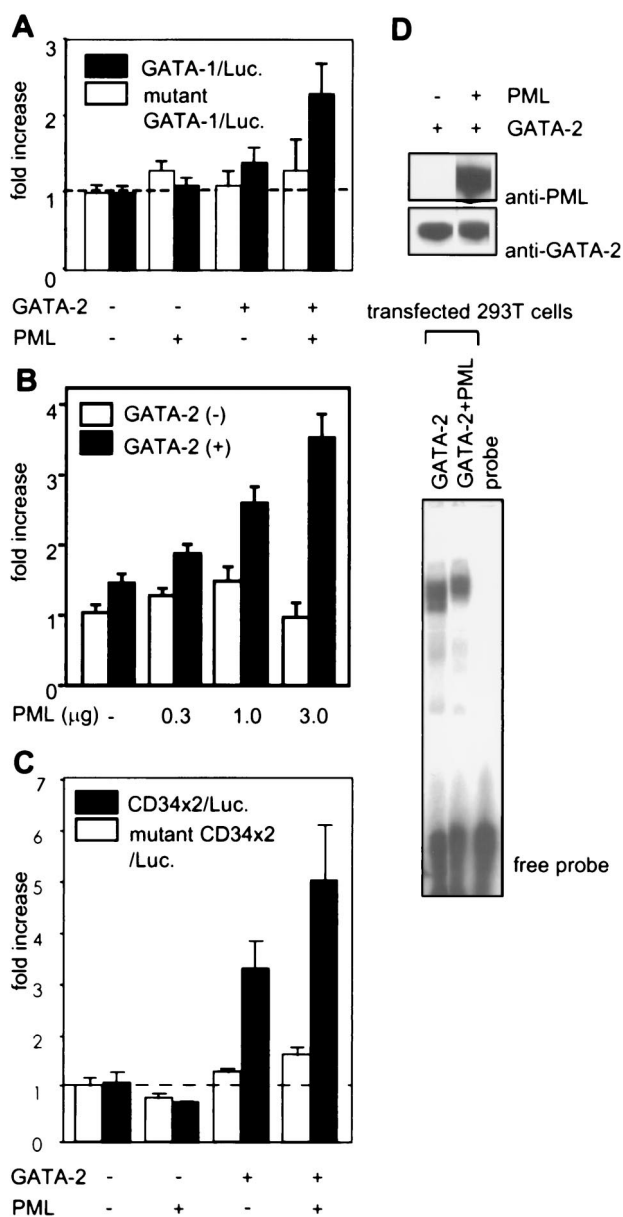 A
3
2
1
0
fold increase
GATA-1/Luc.
mutant
GATA-1/Luc.
GATA-2 - - + +
PML - + - +
B
4
3
2
1
0
fold increase
GATA-2 (-)
GATA-2 (+)
PML (μg) - 0.3 1.0 3.0
C
7
6
5
4
3
2
1
0
fold increase
CD34x2/Luc.
mutant CD34x2
/Luc.
GATA-2 - - + +
PML - + - +
D
- + PML
+ + GATA-2
anti-PML
anti-GATA-2
transfected 293T cells
GATA-2
GATA-2+PML
probe
free probe